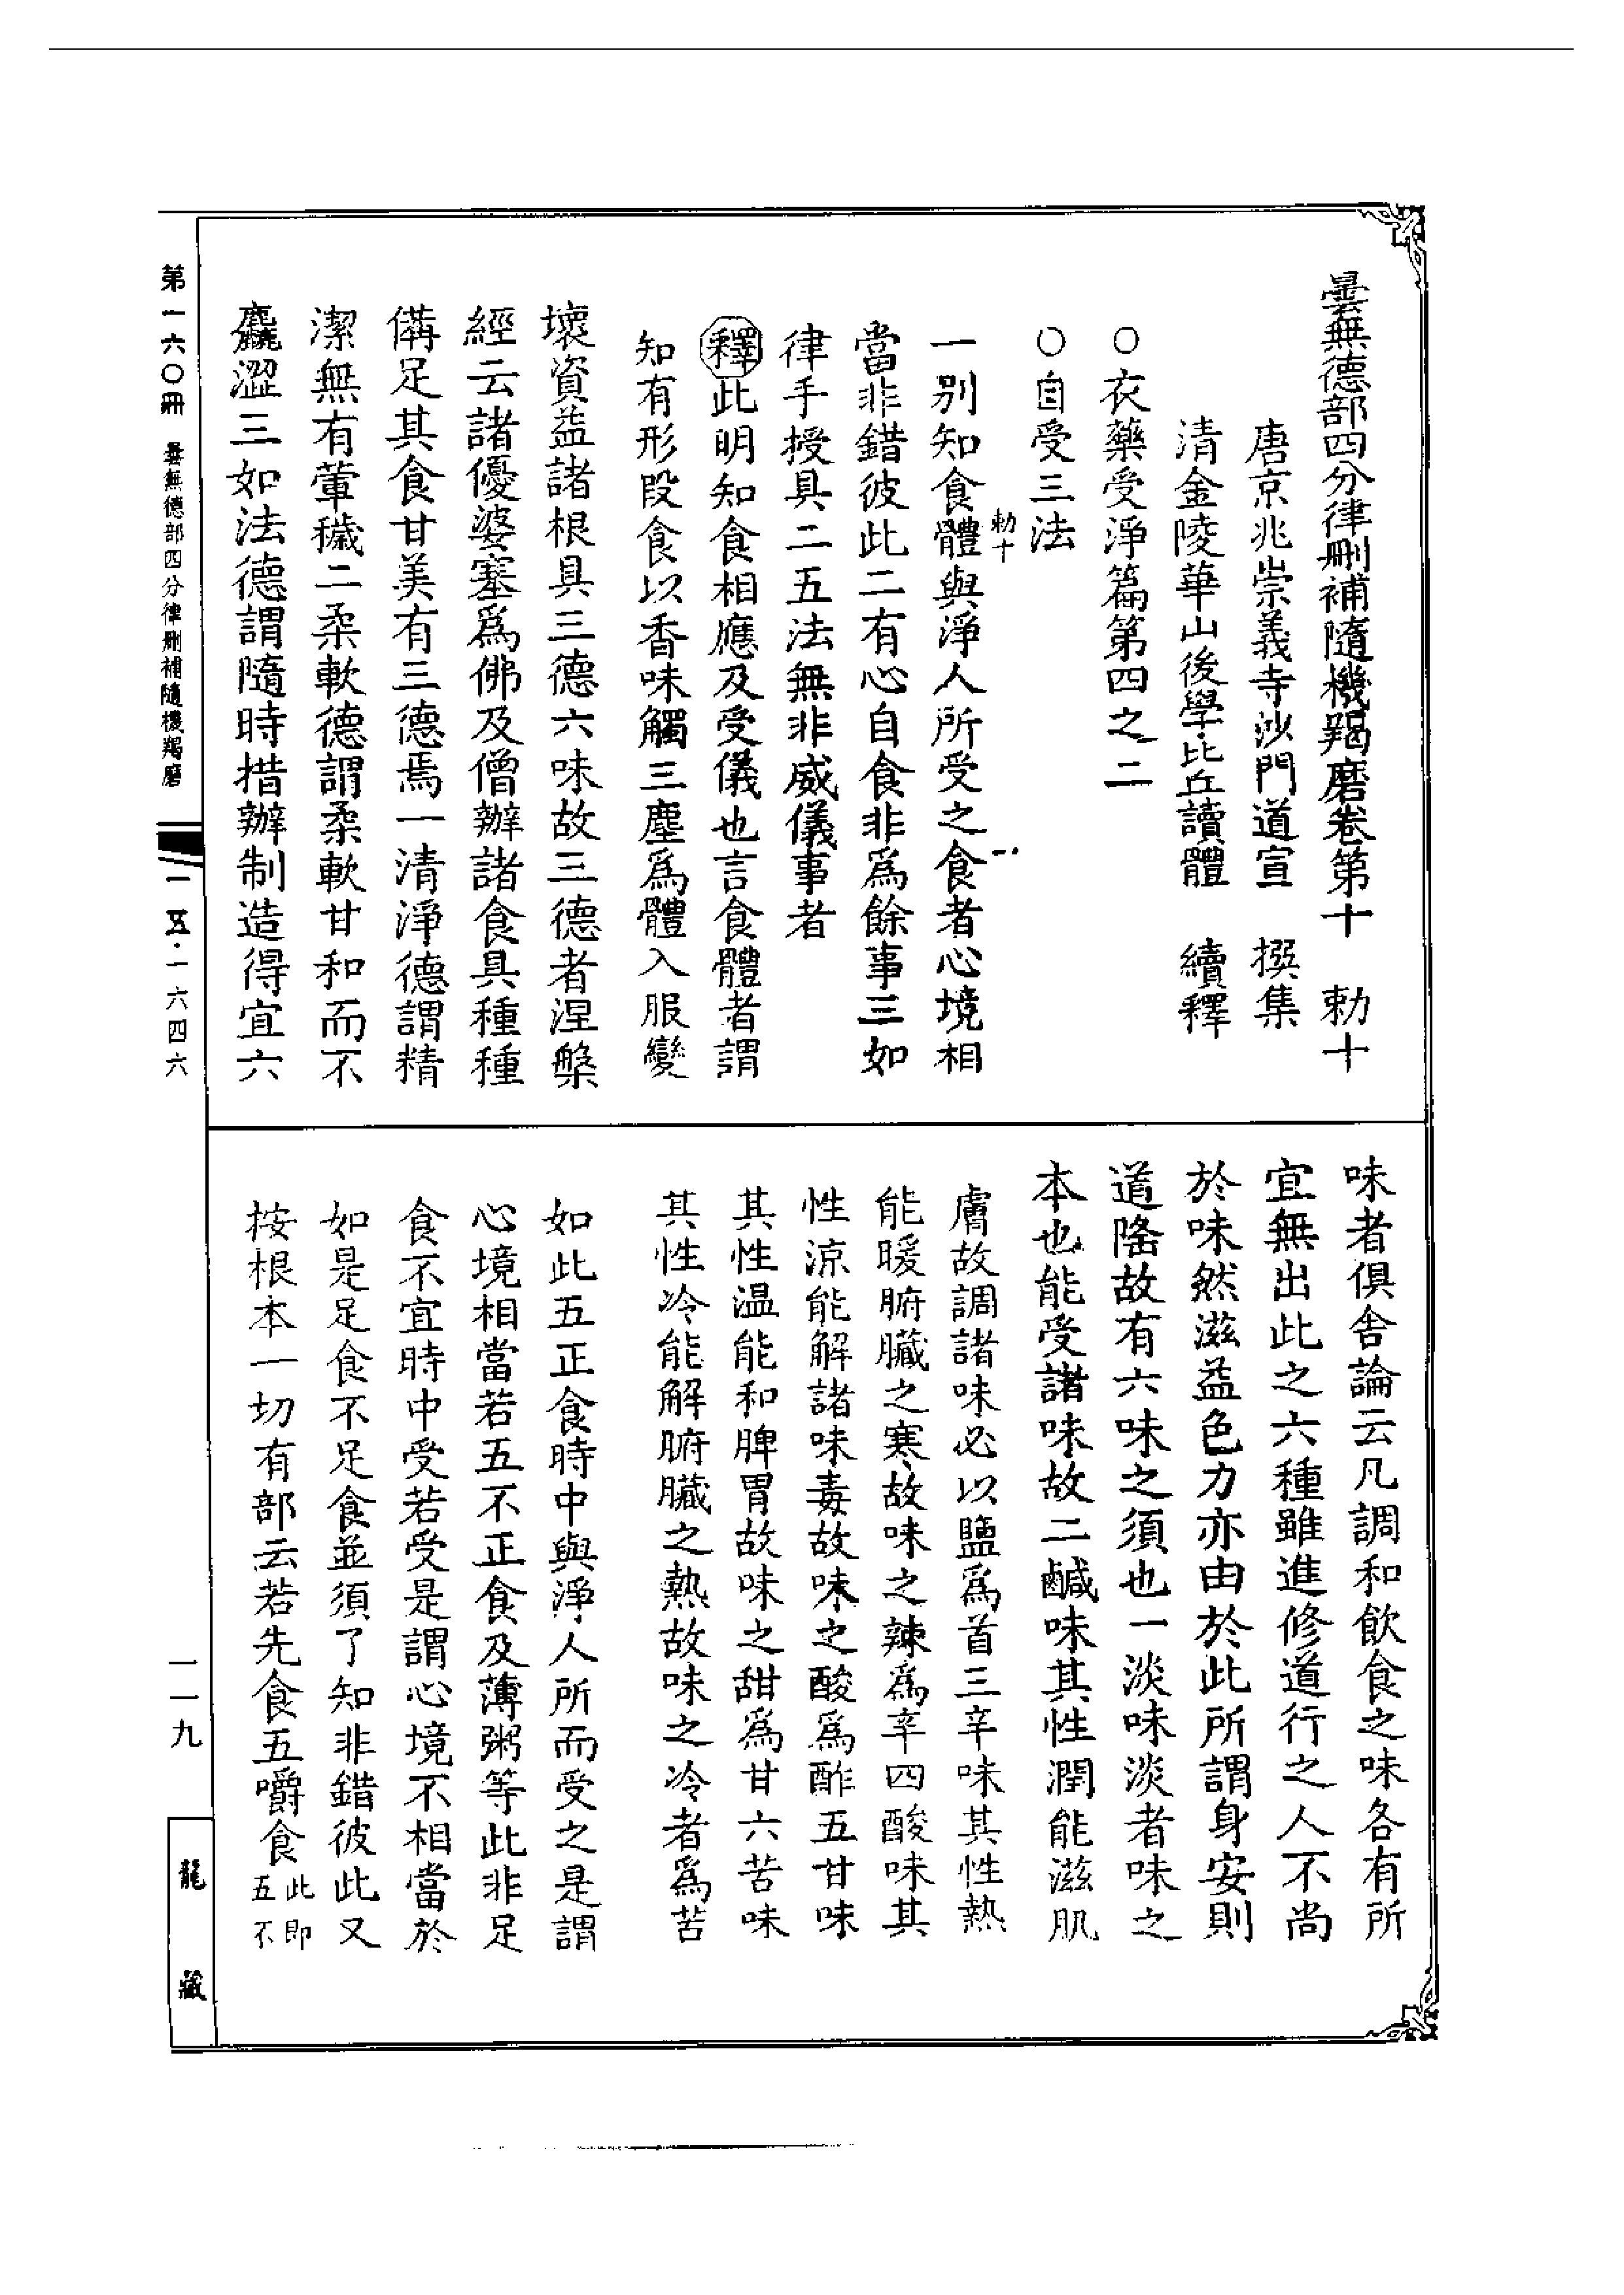 曇無德部四分律刪補隨機羯磨卷第十　勅十
唐京兆崇義寺沙門道宣　撰集
清金陵華山後學比丘讀體　續釋
○衣藥受淨篇第四之二
○自受三法
勅十　一
一別知食體與淨人所受之食者心境相
當非錯彼此二有心自食非爲餘事三如
律手授具二五法無非威儀事者
釋此明知食相應及受儀也言食體者謂
知有形段食以香味觸三塵爲體入服變
壞資益諸根具三德六味故三德者涅槃
經云諸優婆塞爲佛及僧辦諸食具種種
備足其食甘美有三德焉一清淨德謂精
潔無有葷穢二柔軟德謂柔軟甘和而不
麤澀三如法德謂隨時措辦制造得宜六
味者俱舍論云凡調和飲食之味各有所
宜無出此之六種雖進修道行之人不尚
於味然滋益色力亦由於此所謂身安則
道隆故有六味之須也一淡味淡者味之
本也能受諸味故二鹹味其性潤能滋肌
膚故調諸味必以鹽爲首三辛味其性熱
能暖腑臟之寒故味之辣爲辛四酸味其
性涼能解諸味毒故味之酸爲酢五甘味
其性溫能和脾胃故味之甜爲甘六苦味
其性冷能解腑臟之熱故味之冷者爲苦
如此五正食時中與淨人所而受之是謂
心境相當若五不正食及薄粥等此非足
食不宜時中受若受是謂心境不相當於
如是足食不足食並須了知非錯彼此又
按根本一切有部云若先食五嚼食此即五不
第一六〇冊　曇無德部四分律刪補隨機羯磨
一五·一六四六
一一九
龍藏